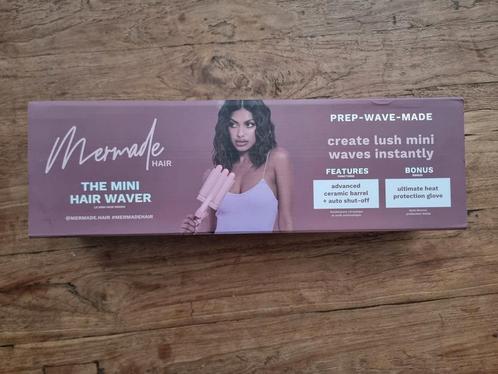 Mermade
HAIR
THE MINI
HAIR WAVER
@MERMADE.HAIR #MERMADEHAIR
PREP-WAVE-MADE
create lush mini
waves instantly
FEATURES
BONUS
advanced
ceramic barrel
+ auto shut-off
ultimate heat
protection glove